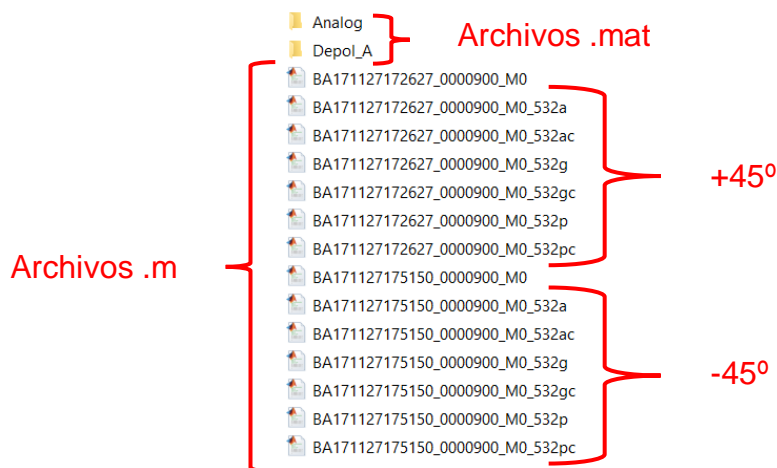 Analog
Depol_A
Archivos .mat
BA171127172627_0000900_M0
BA171127172627_0000900_M0_532a
BA171127172627_0000900_M0_532ac
BA171127172627_0000900_M0_532g
BA171127172627_0000900_M0_532gc
BA171127172627_0000900_M0_532p
BA171127172627_0000900_M0_532pc
+45º
Archivos .m
BA171127175150_0000900_M0
BA171127175150_0000900_M0_532a
BA171127175150_0000900_M0_532ac
BA171127175150_0000900_M0_532g
BA171127175150_0000900_M0_532gc
BA171127175150_0000900_M0_532p
BA171127175150_0000900_M0_532pc
-45º